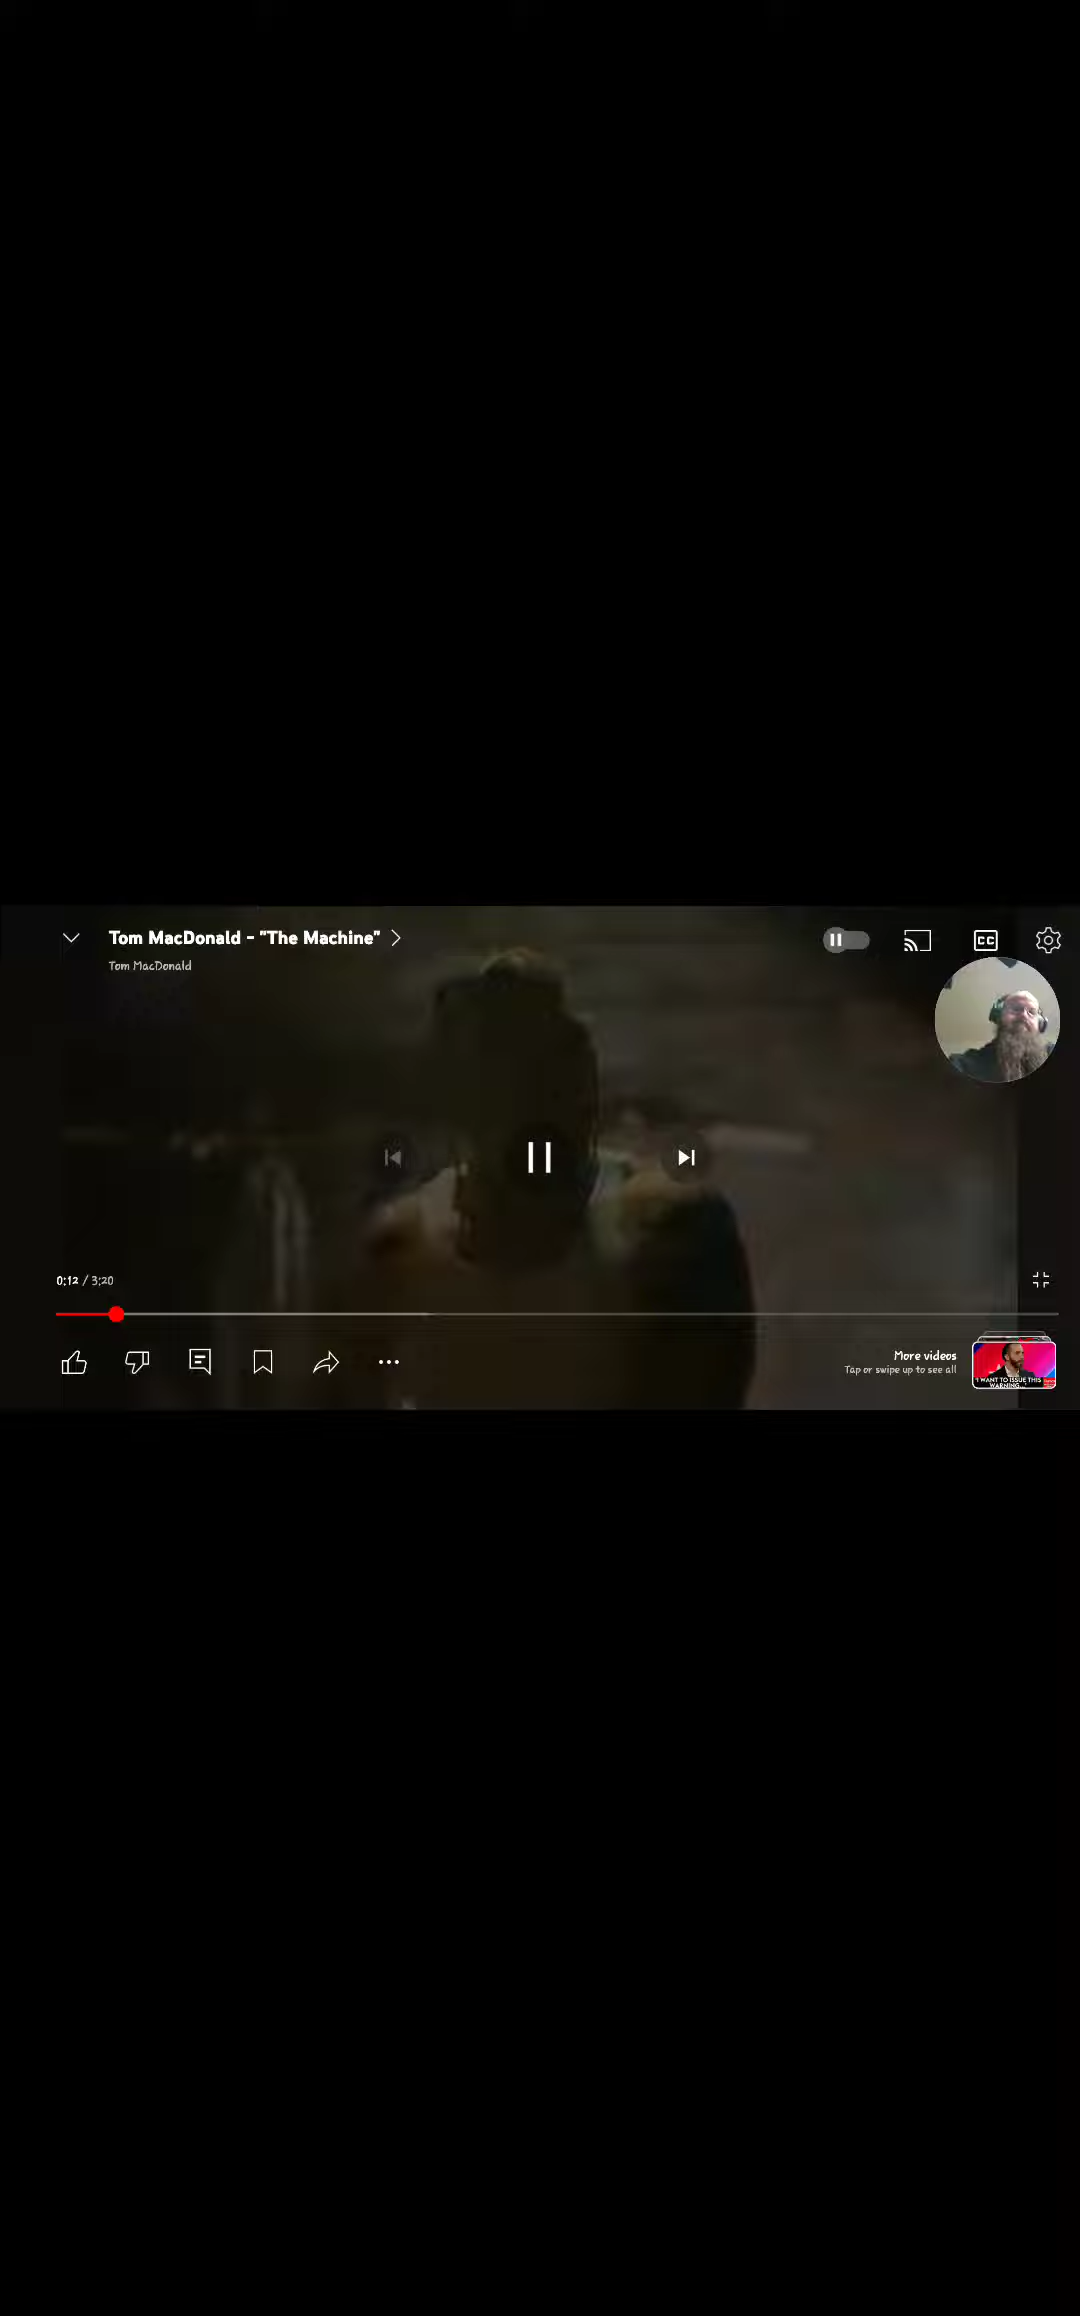 Tom MacDonald - "The Machine"
Tom MacDonald
CC
0:12 / 3:20
More videos
Tap or swipe up to see all
"I WANT TO ISSUE THIS
WARNING..."